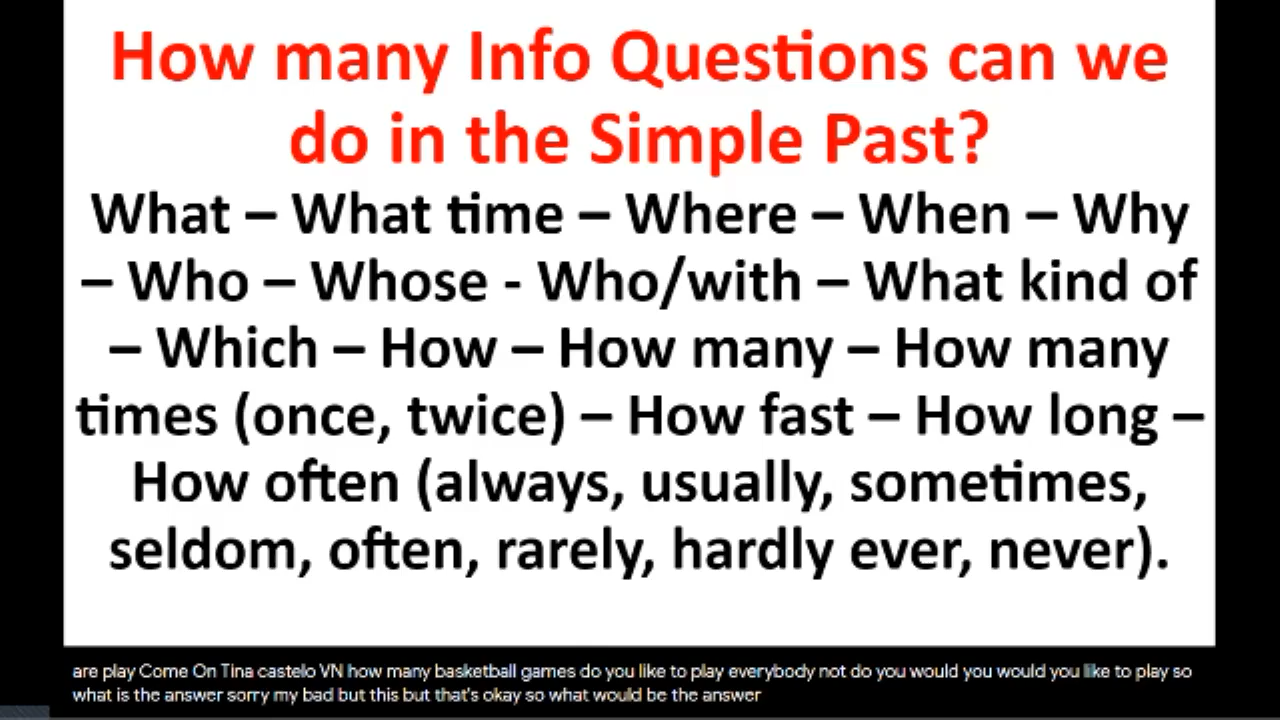 How many Info Questions can we
do in the Simple Past?
What – What time – Where – When – Why
– Who – Whose - Who/with – What kind of
– Which – How – How many – How many
times (once, twice) – How fast – How long –
How often (always, usually, sometimes,
seldom, often, rarely, hardly ever, never).
are play Come On Tina castelo VN how many basketball games do you like to play everybody not do you would you would you like to play so
what is the answer sorry my bad but this but that's okay so what would be the answer